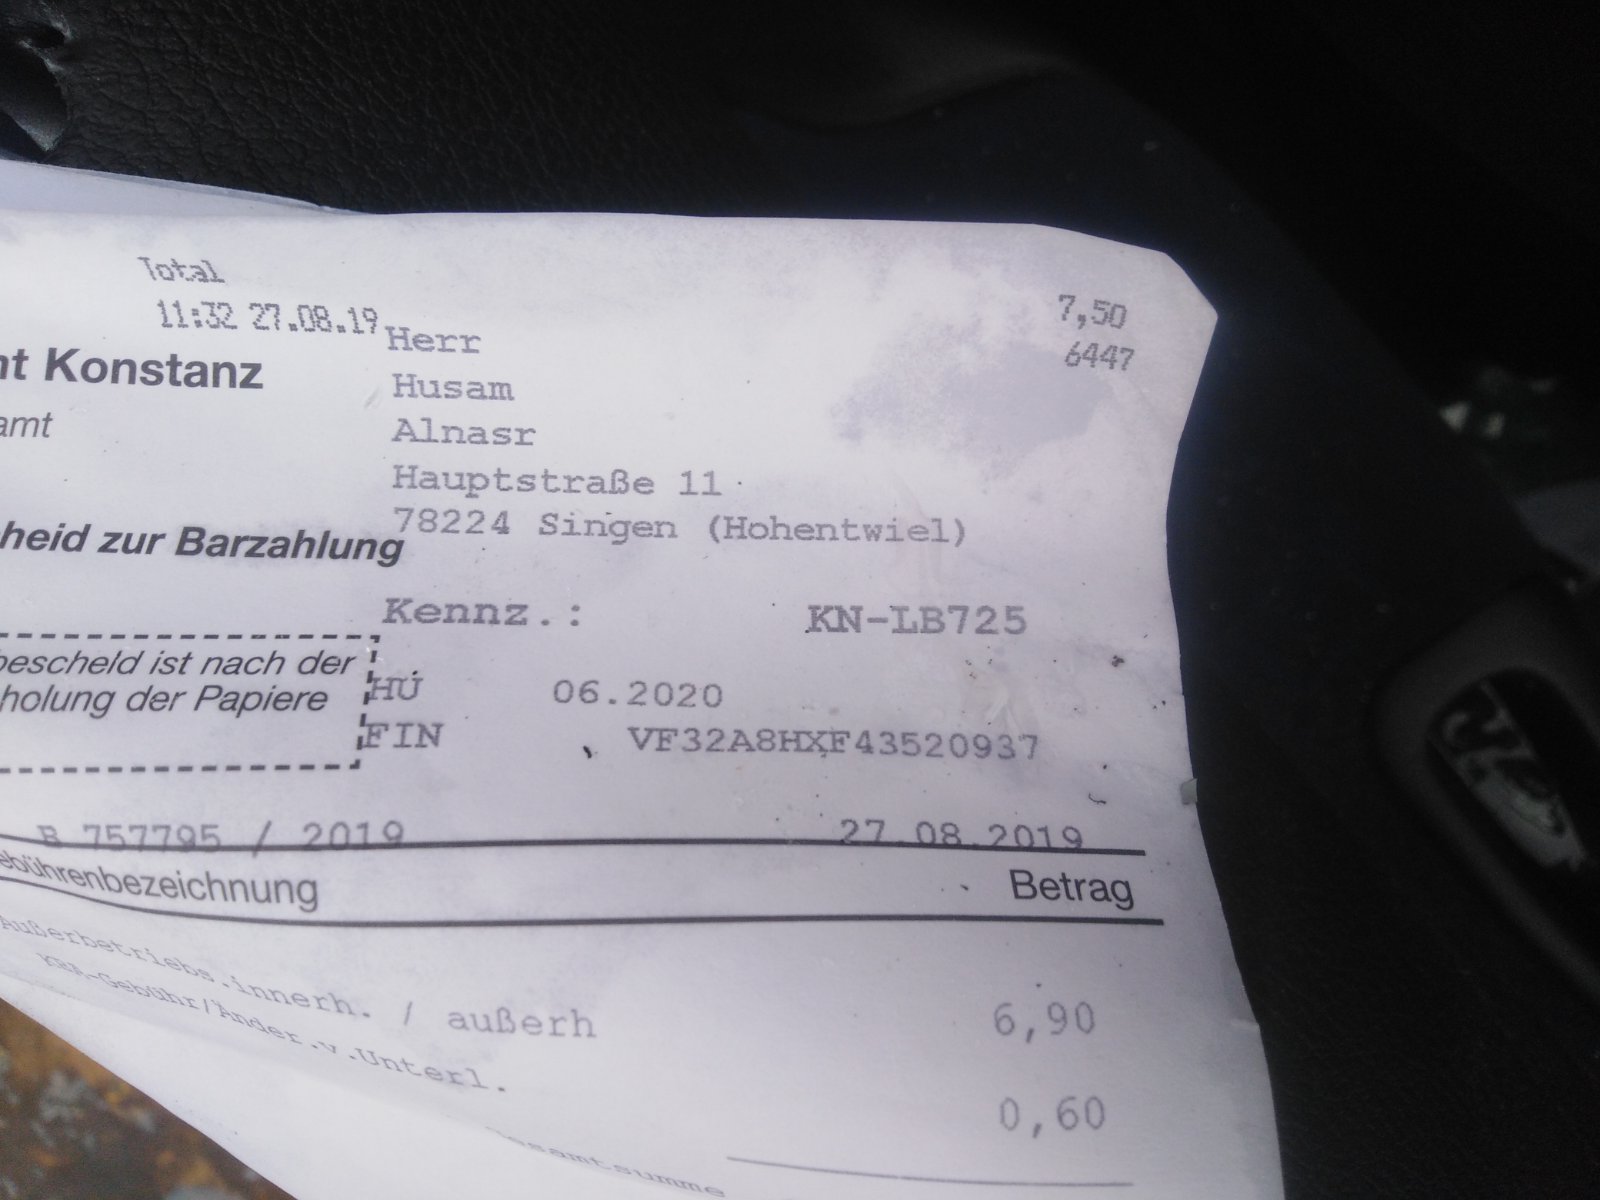 Total 7,50
11:32 27.08.19 6447
Herr
nt Konstanz
Husam
amt
Alnasr
Hauptstraße 11
78224 Singen (Hohentwiel)
heid zur Barzahlung
Kennz.: KN-LB725
bescheid ist nach der
holung der Papiere
HU 06.2020
FIN VF32A8HXF43520937
B 757795 / 2019 27.08.2019
ebührenbezeichnung Betrag
Außerbetriebs.innerh. / außerh 6,90
KBA-Gebühr/Änder.v.Unterl. 0,60
esamtsumme